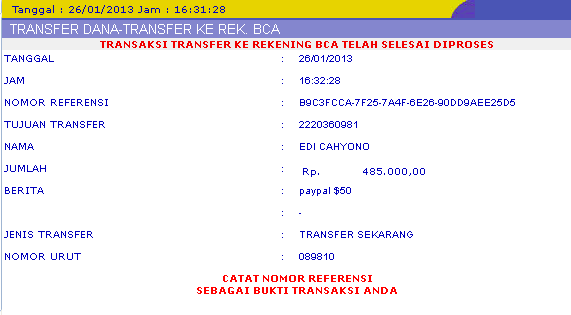 Tanggal : 26/01/2013 Jam : 16:31:28
TRANSFER DANA-TRANSFER KE REK. BCA
TRANSAKSI TRANSFER KE REKENING BCA TELAH SELESAI DIPROSES
TANGGAL : 26/01/2013
JAM : 16:32:28
NOMOR REFERENSI : B9C3FCCA-7F25-7A4F-6E26-90DD9AEE25D5
TUJUAN TRANSFER : 2220360981
NAMA : EDI CAHYONO
JUMLAH : Rp. 485.000,00
BERITA : paypal $50
: -
JENIS TRANSFER : TRANSFER SEKARANG
NOMOR URUT : 089810
CATAT NOMOR REFERENSI
SEBAGAI BUKTI TRANSAKSI ANDA